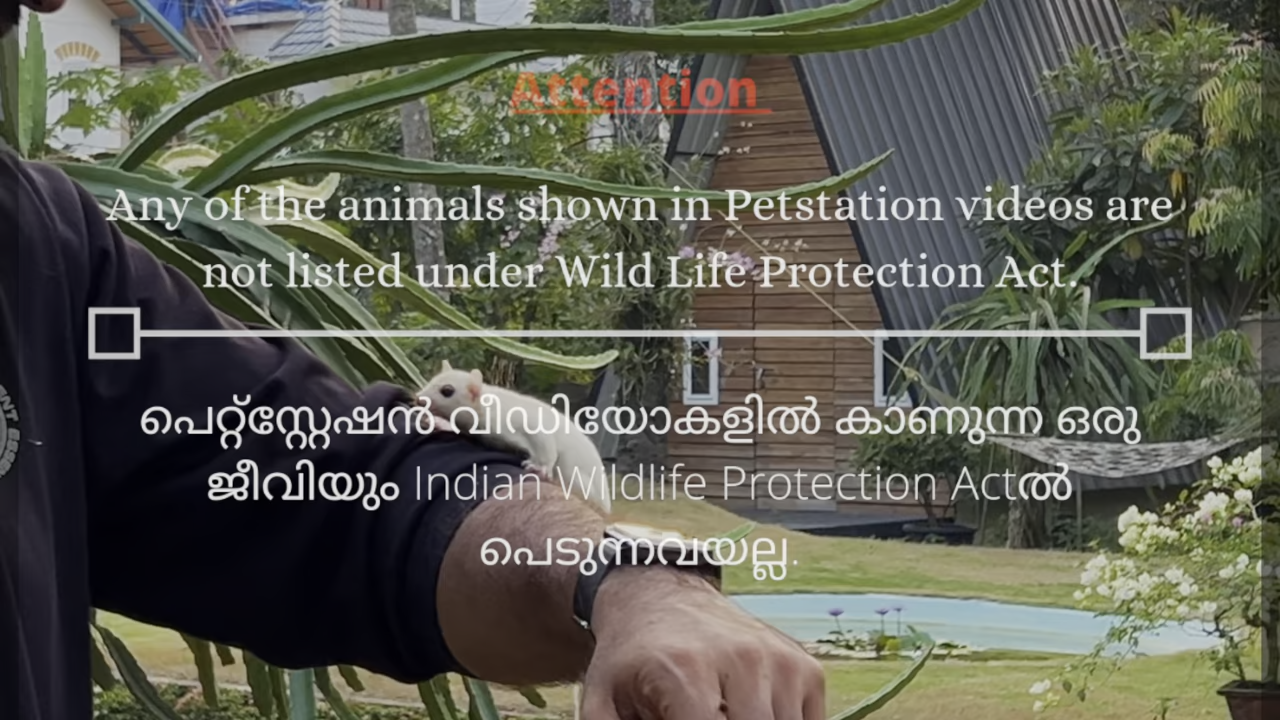 Attention
Any of the animals shown in Petstation videos are
not listed under Wild Life Protection Act.
പെറ്റ്സ്റ്റേഷൻ വീഡിയോകളിൽ കാണുന്ന ഒരു
ജീവിയും Indian Wildlife Protection Actൽ
പെടുന്നവയല്ല.